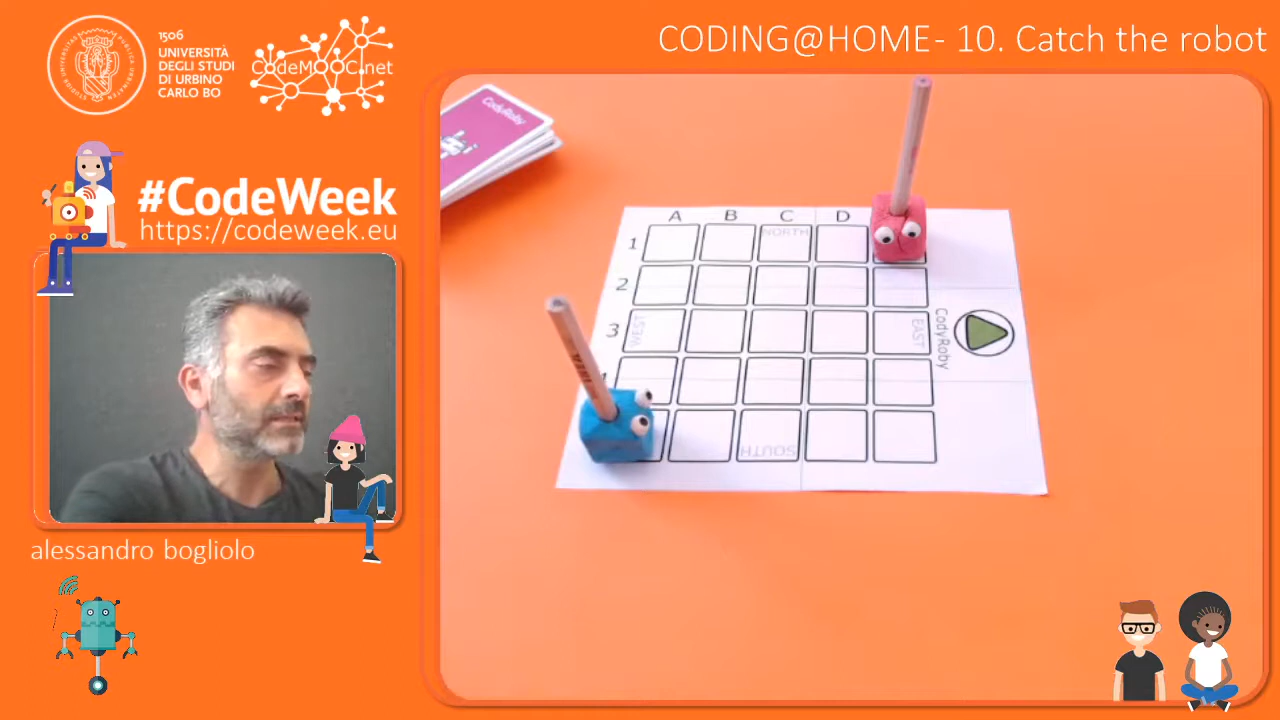 1506
UNIVERSITÀ
DEGLI STUDI
DI URBINO
CARLO BO
CodeMOOC.net
CODING@HOME- 10. Catch the robot
#CodeWeek
https://codeweek.eu
alessandro bogliolo
CodyRoby
A B C D
1
NORTH
2
3
WEST
EAST
CodyRoby
SOUTH